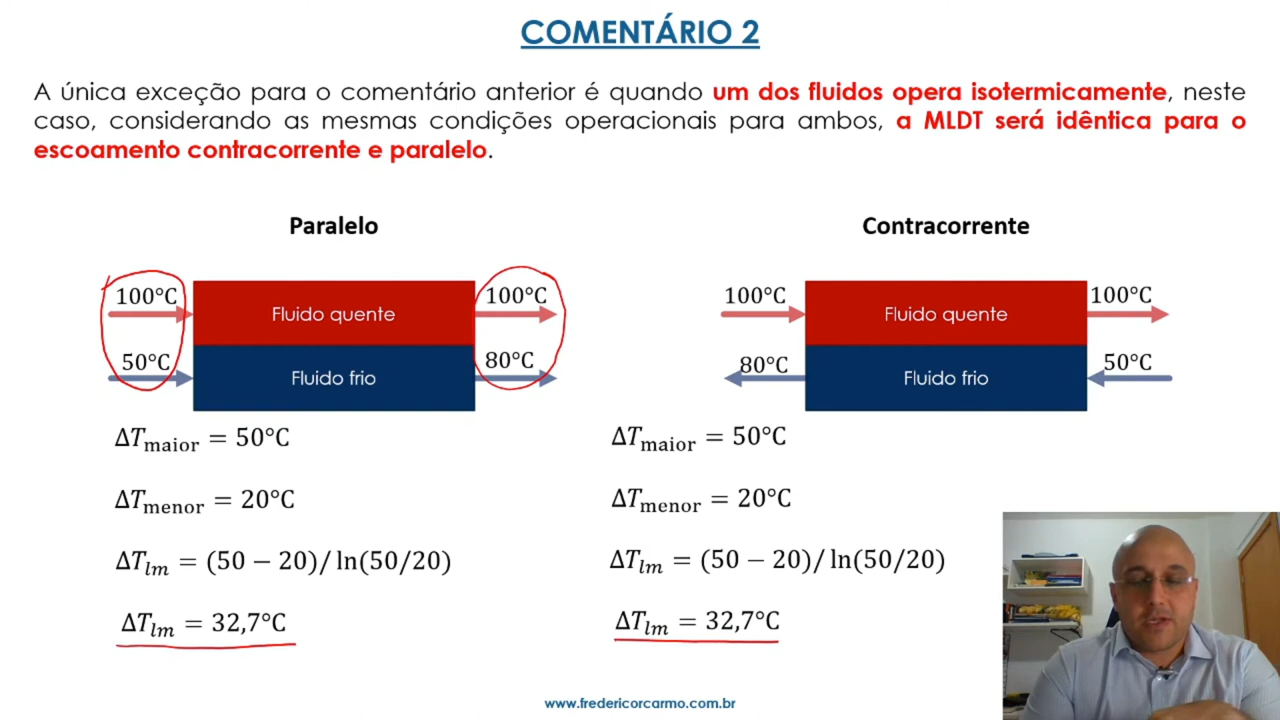 COMENTÁRIO 2
A única exceção para o comentário anterior é quando um dos fluidos opera isotermicamente, neste
caso, considerando as mesmas condições operacionais para ambos, a MLDT será idêntica para o
escoamento contracorrente e paralelo.
Paralelo
100°C
100°C
Fluido quente
50°C
80°C
Fluido frio
ΔTmaior = 50°C
ΔTmenor = 20°C
ΔTlm = (50 − 20)/ ln(50/20)
ΔTlm = 32,7°C
Contracorrente
100°C
100°C
Fluido quente
80°C
50°C
Fluido frio
ΔTmaior = 50°C
ΔTmenor = 20°C
ΔTlm = (50 − 20)/ ln(50/20)
ΔTlm = 32,7°C
www.fredericorcarmo.com.br